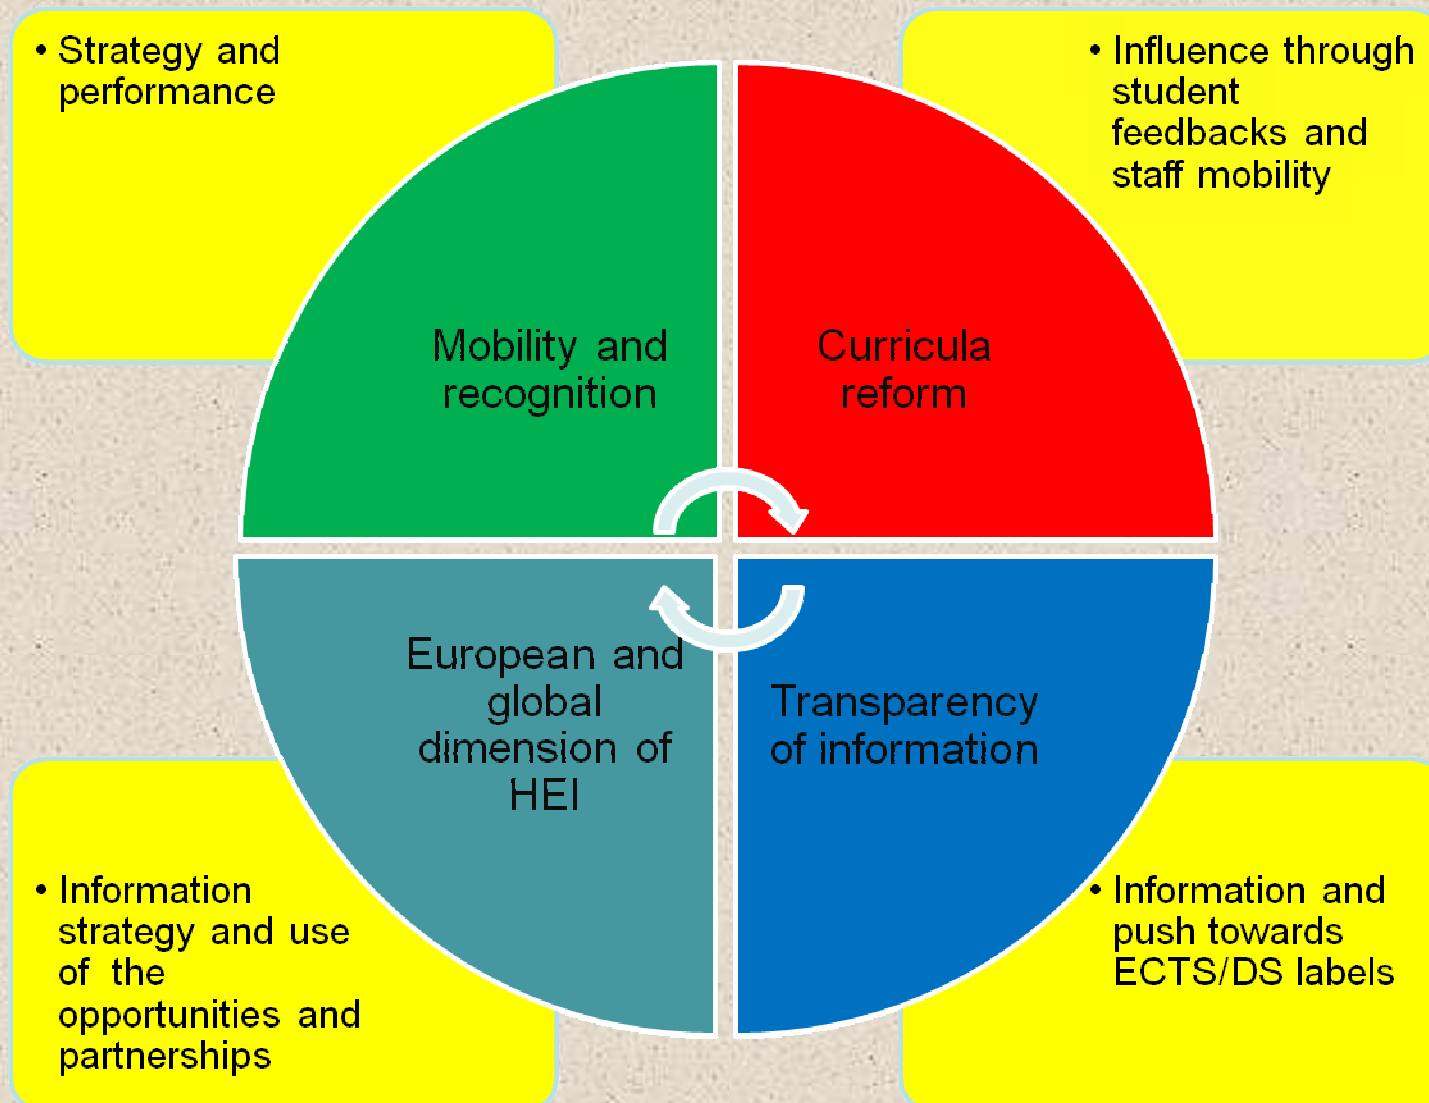 • Strategy and
performance
• Influence through
student
feedbacks and
staff mobility
Mobility and
recognition
Curricula
reform
European and
global
dimension of
HEI
Transparency
of information
• Information
strategy and use
of the
opportunities and
partnerships
• Information and
push towards
ECTS/DS labels